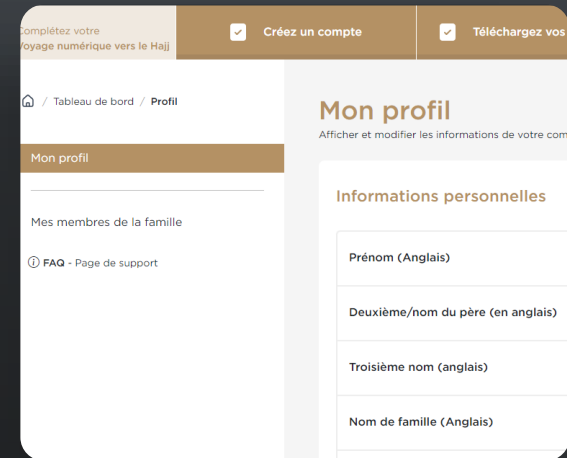 Complétez votre
Voyage numérique vers le Hajj
Créez un compte
Téléchargez vos
/ Tableau de bord / Profil
Mon profil
Mes membres de la famille
FAQ - Page de support
Mon profil
Afficher et modifier les informations de votre com
Informations personnelles
Prénom (Anglais)
Deuxième/nom du père (en anglais)
Troisième nom (anglais)
Nom de famille (Anglais)